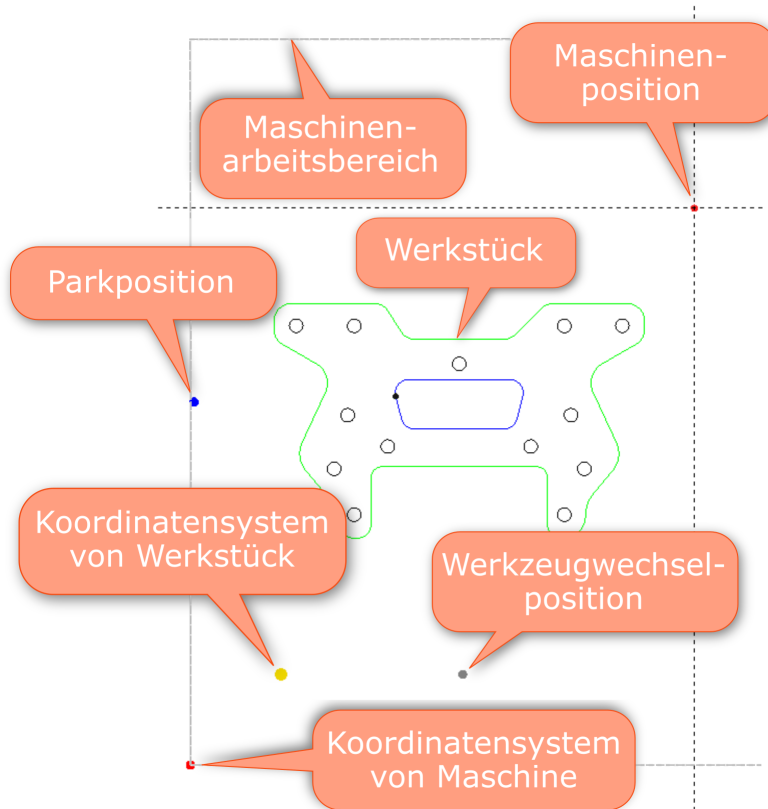 Maschinen-
position
Maschinen-
arbeitsbereich
Werkstück
Parkposition
Koordinatensystem
von Werkstück
Werkzeugwechsel-
position
Koordinatensystem
von Maschine